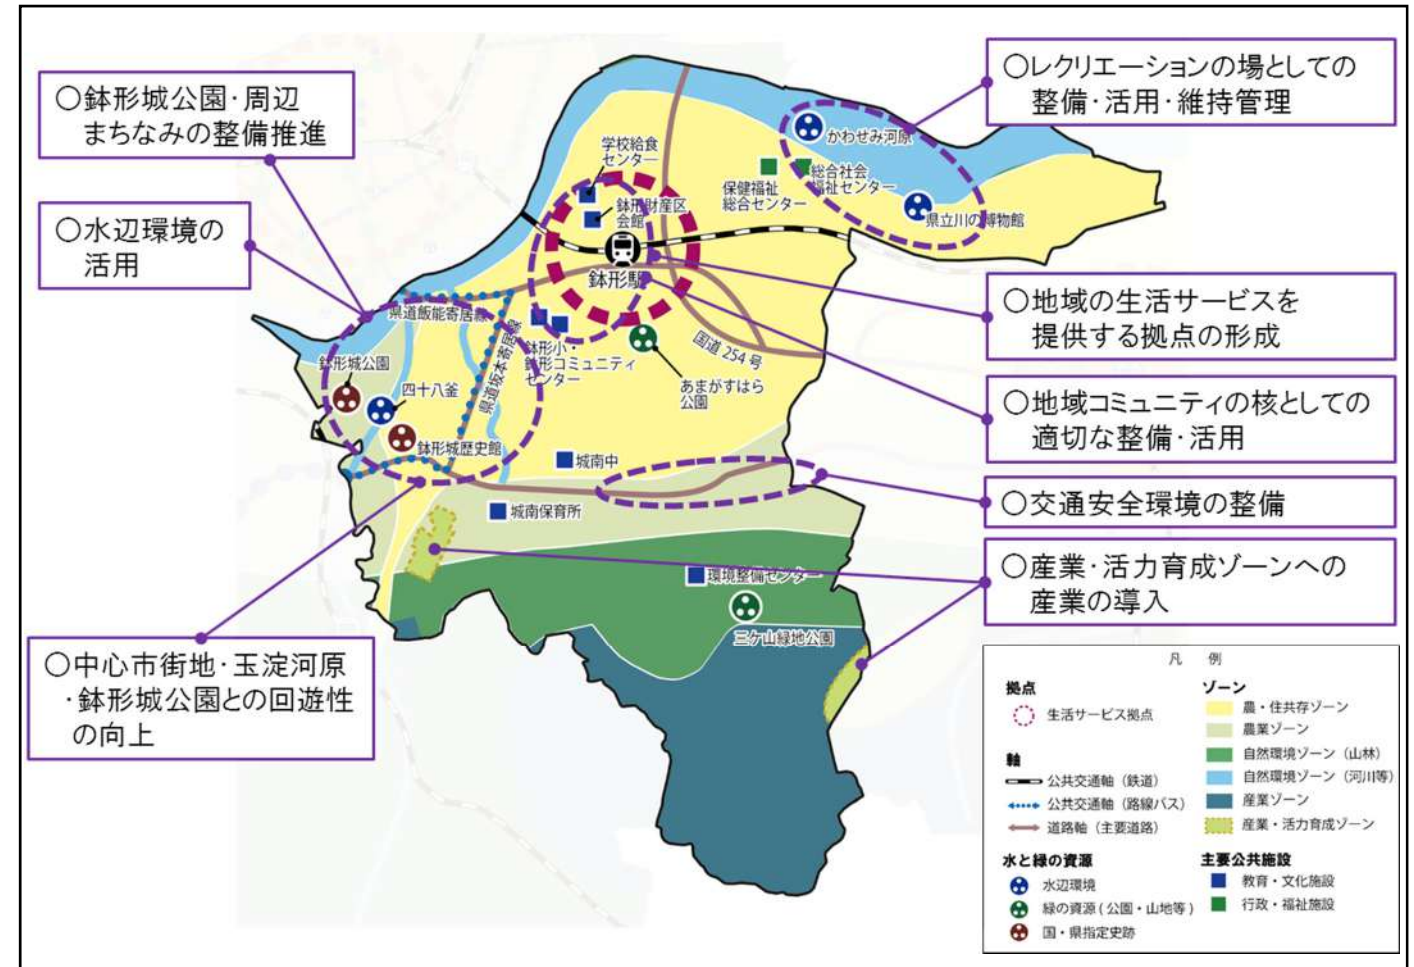 ○鉢形城公園・周辺
まちなみの整備推進
○水辺環境の
活用
○中心市街地・玉淀河原
・鉢形城公園との回遊性
の向上
○レクリエーションの場としての
整備・活用・維持管理
○地域の生活サービスを
提供する拠点の形成
○地域コミュニティの核としての
適切な整備・活用
○交通安全環境の整備
○産業・活力育成ゾーンへの
産業の導入
かわせみ河原
学校給食
センター
保健福祉
総合センター
総合社会
福祉センター
鉢形財産区
会館
県立川の博物館
鉢形駅
県道飯能寄居線
県道坂本寄居線
国道 254 号
鉢形小・
鉢形コミュニティ
センター
あまがすはら
公園
鉢形城公園
四十八釜
鉢形城歴史館
城南中
城南保育所
環境整備センター
三ケ山緑地公園
凡 例
拠点
生活サービス拠点
軸
公共交通軸（鉄道）
公共交通軸（路線バス）
道路軸（主要道路）
水と緑の資源
水辺環境
緑の資源 ( 公園・山地等 )
国・県指定史跡
ゾーン
農・住共存ゾーン
農業ゾーン
自然環境ゾーン（山林）
自然環境ゾーン（河川等）
産業ゾーン
産業・活力育成ゾーン
主要公共施設
教育・文化施設
行政・福祉施設